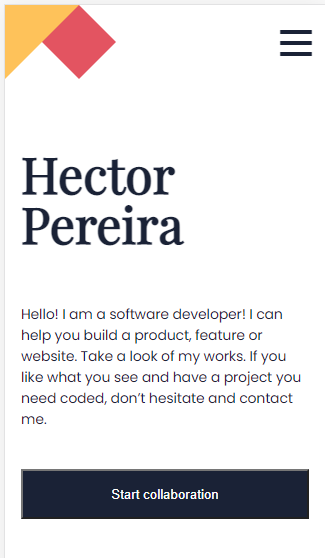 Hector
Pereira
Hello! I am a software developer! I can
help you build a product, feature or
website. Take a look of my works. If you
like what you see and have a project you
need coded, don’t hesitate and contact
me.
Start collaboration